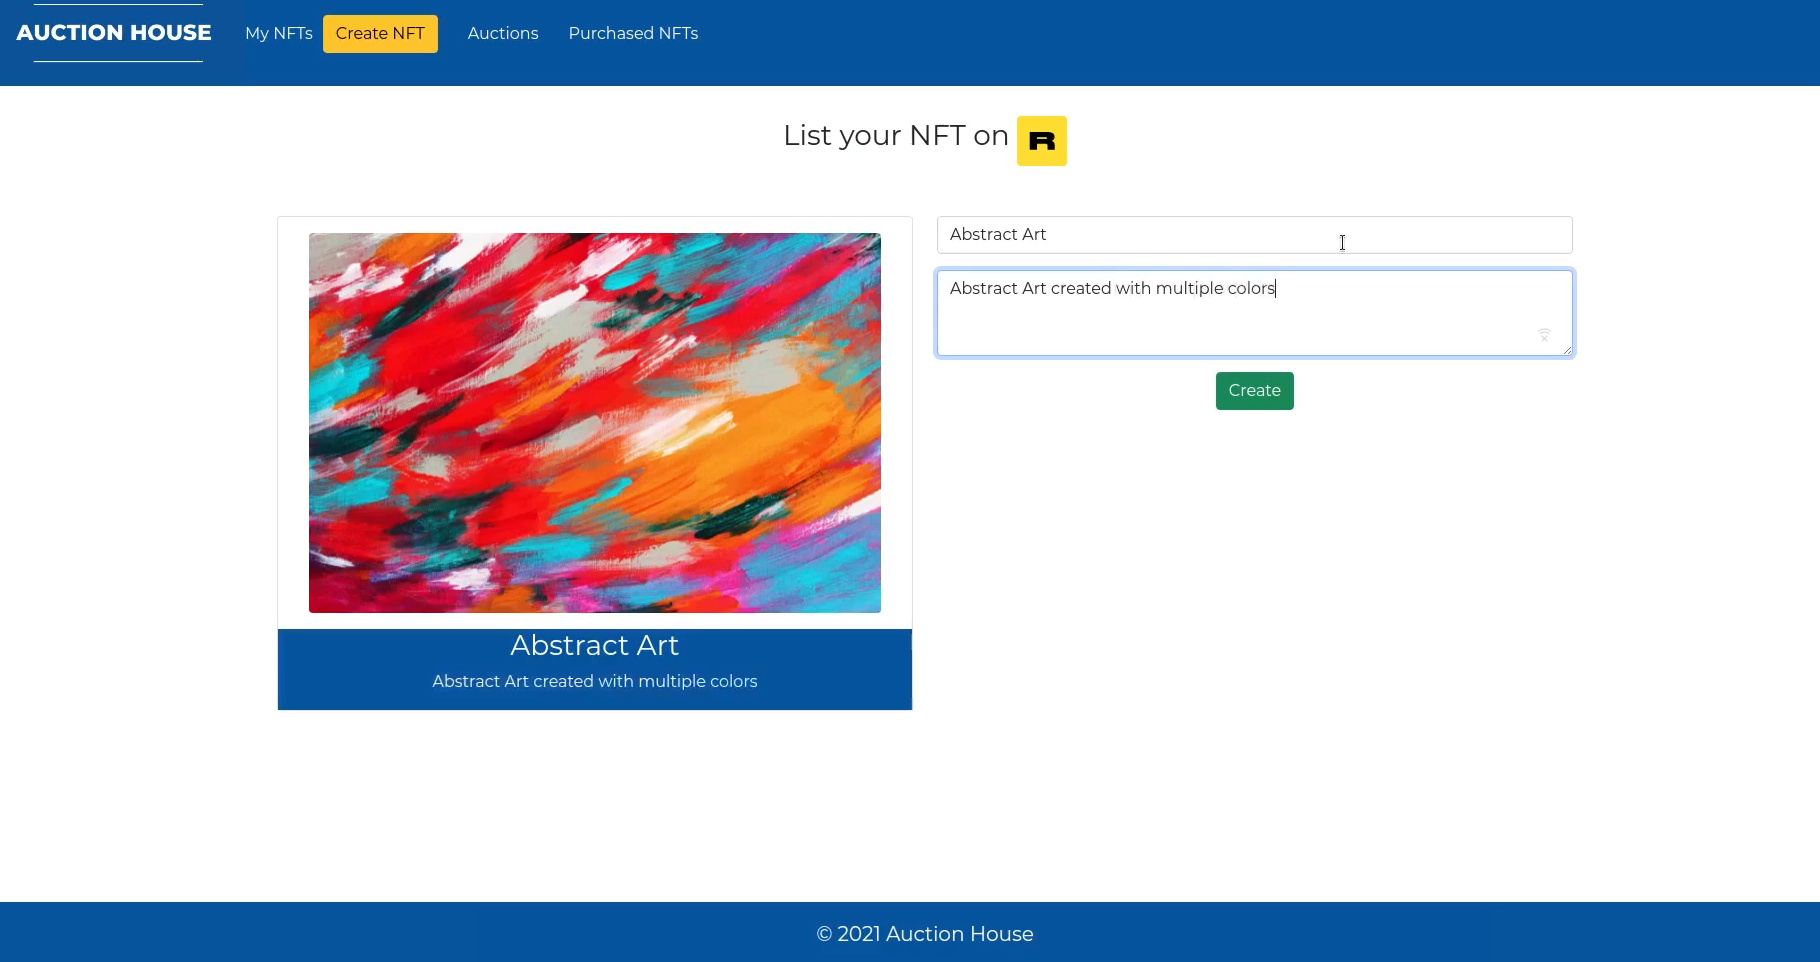 AUCTION HOUSE
My NFTs
Create NFT
Auctions
Purchased NFTs
List your NFT on R
Abstract Art
Abstract Art created with multiple colors
Create
Abstract Art
Abstract Art created with multiple colors
© 2021 Auction House